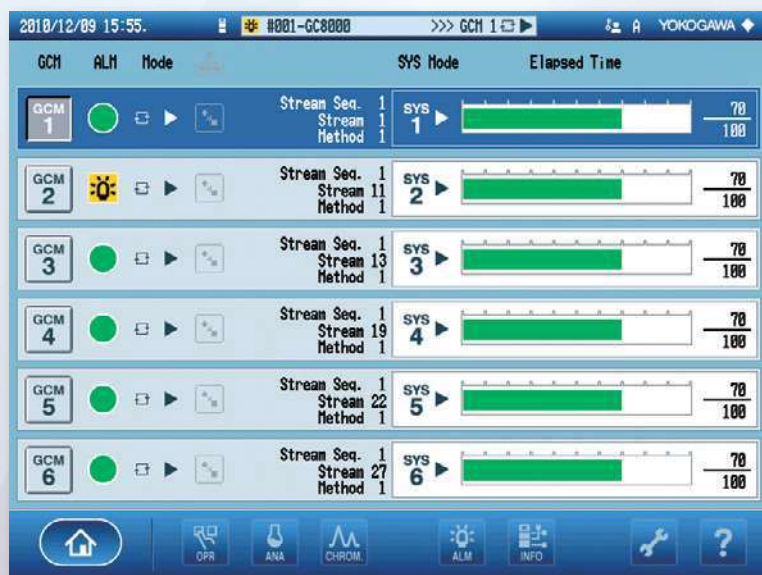 2010/12/09 15:55. #001-GC8000 >>> GCM 1 A YOKOGAWA
GCM ALM Mode SYS Mode Elapsed Time
GCM 1 Stream Seq. 1 SYS 1 70
Stream 1
Method 1 100
GCM 2 Stream Seq. 1 SYS 2 70
Stream 11
Method 1 100
GCM 3 Stream Seq. 1 SYS 3 70
Stream 13
Method 1 100
GCM 4 Stream Seq. 1 SYS 4 70
Stream 19
Method 1 100
GCM 5 Stream Seq. 1 SYS 5 70
Stream 22
Method 1 100
GCM 6 Stream Seq. 1 SYS 6 70
Stream 27
Method 1 100
OPR ANA CHROM. ALM INFO ?